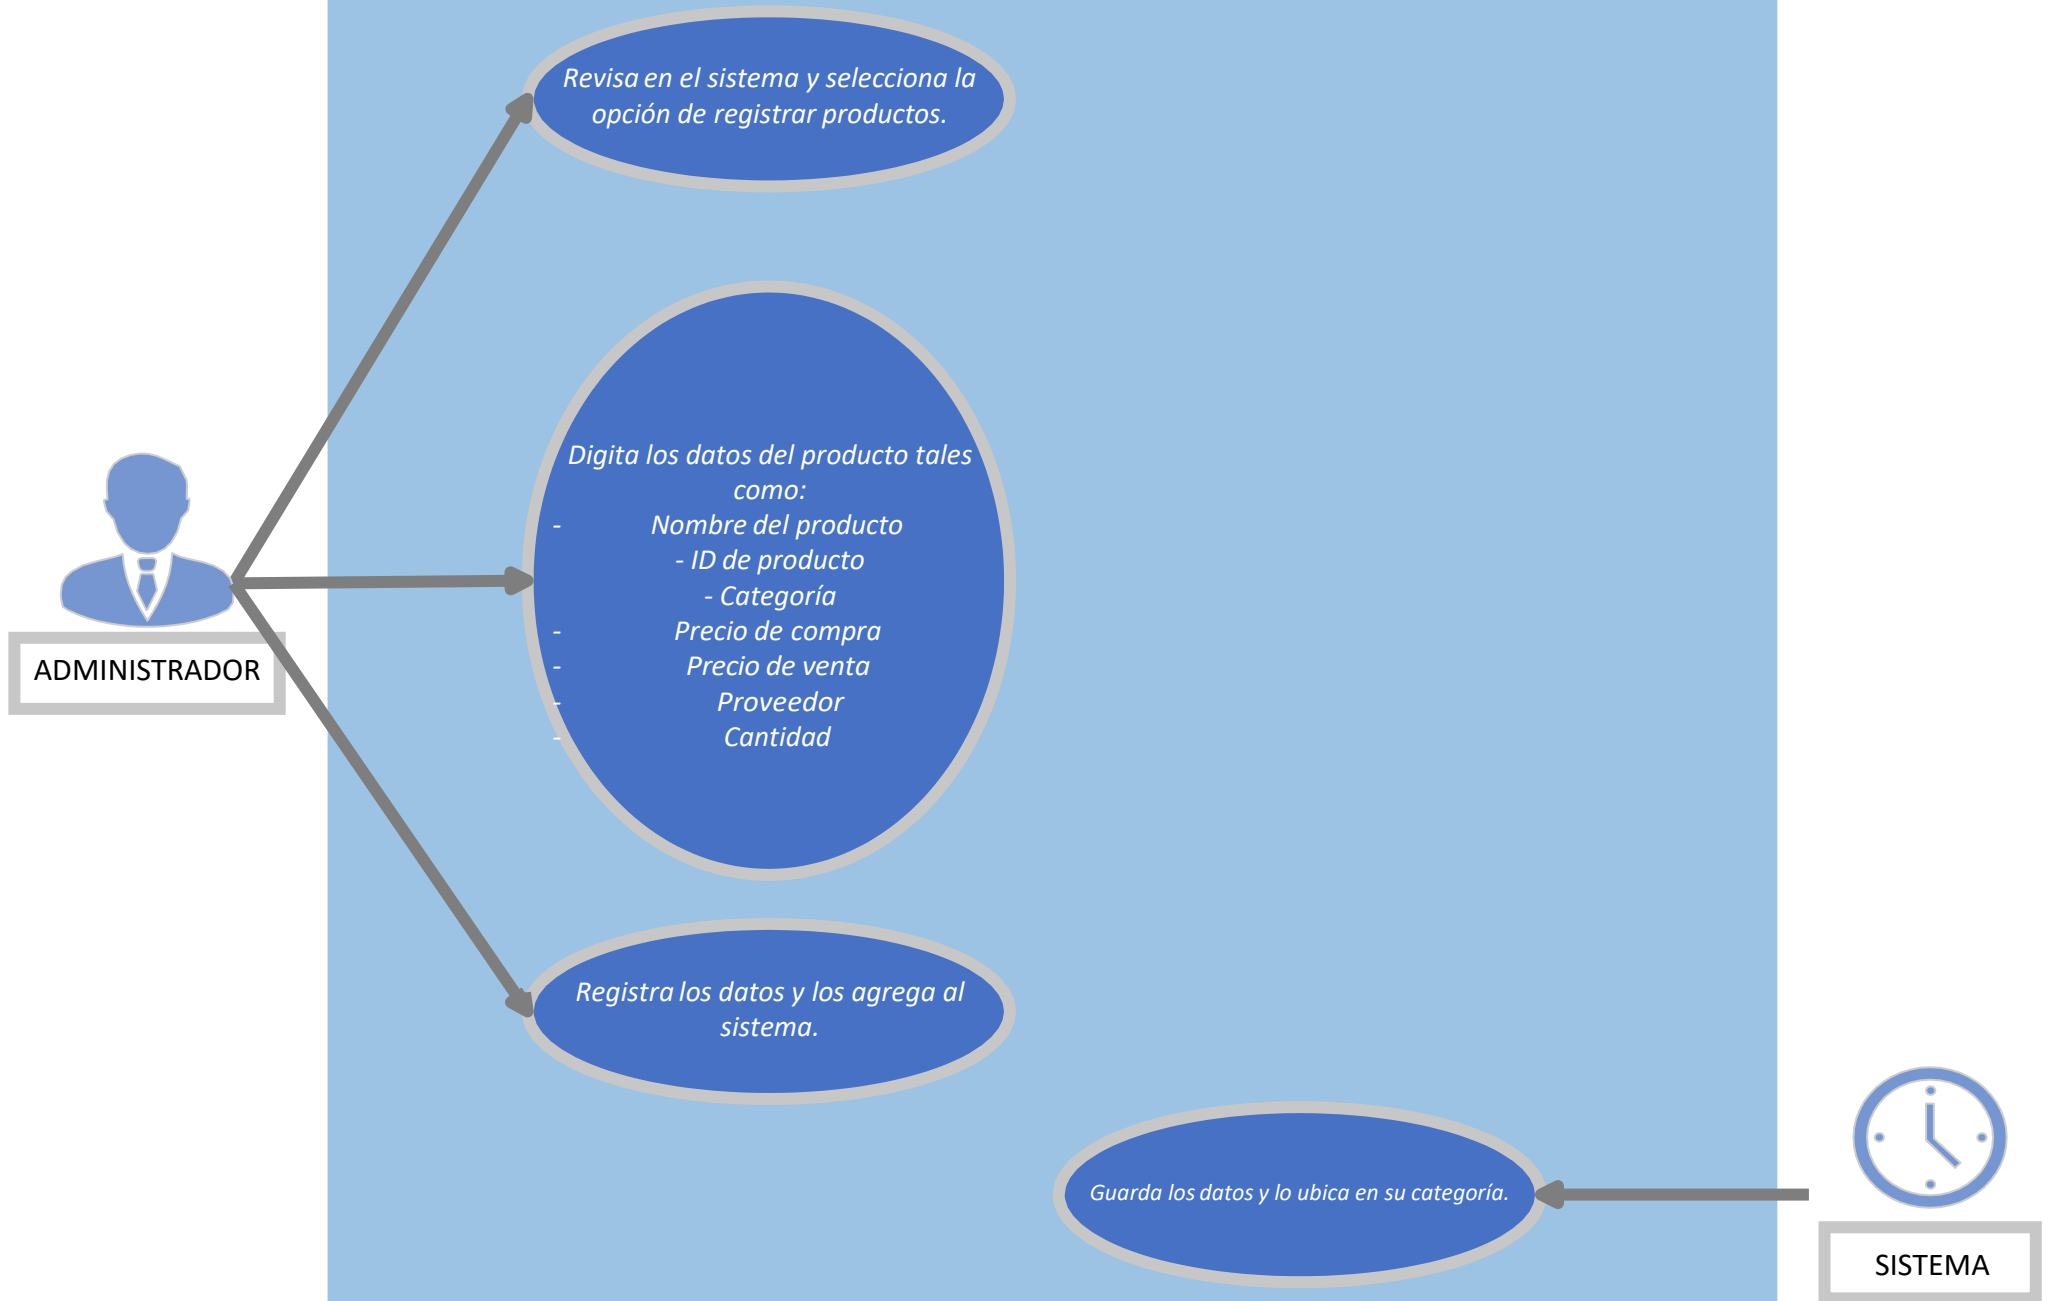 Revisa en el sistema y selecciona la
opción de registrar productos.
Digita los datos del producto tales
como:
- Nombre del producto
- ID de producto
- Categoría
- Precio de compra
- Precio de venta
- Proveedor
- Cantidad
ADMINISTRADOR
Registra los datos y los agrega al
sistema.
Guarda los datos y lo ubica en su categoría.
SISTEMA